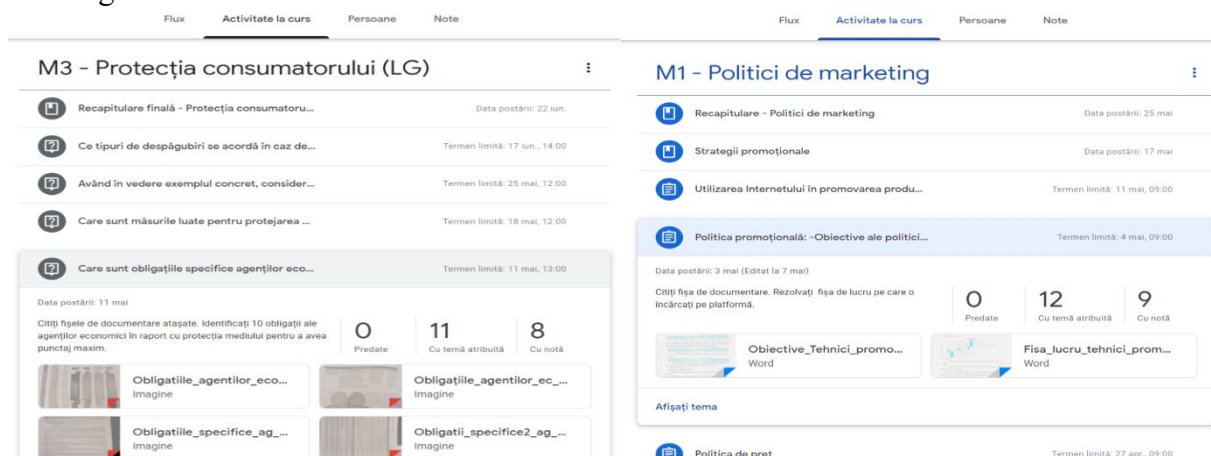 Flux Activitate la curs Persoane Note
M3 - Protecția consumatorului (LG)
Recapitulare finală - Protecția consumatoru... Data postării: 22 iun.
Ce tipuri de despăgubiri se acordă în caz de... Termen limită: 17 iun., 14:00
Având în vedere exemplul concret, consider... Termen limită: 25 mai, 12:00
Care sunt măsurile luate pentru protejarea ... Termen limită: 18 mai, 12:00
Care sunt obligațiile specifice agenților eco... Termen limită: 11 mai, 13:00
Data postării: 11 mai
Citiți fișele de documentare atașate. Identificați 10 obligații ale
agenților economici în raport cu protecția mediului pentru a avea
punctaj maxim.
0 11 8
Predate Cu temă atribuită Cu notă
Obligatiile_agentilor_eco... Obligațiile_agentilor_ec_...
Imagine Imagine
Obligatiile_specifice_ag_... Obligatii_specifice2_ag_...
Imagine Imagine
Flux Activitate la curs Persoane Note
M1 - Politici de marketing
Recapitulare - Politici de marketing Data postării: 25 mai
Strategii promoționale Data postării: 17 mai
Utilizarea Internetului în promovarea produ... Termen limită: 11 mai, 09:00
Politica promoțională: -Obiective ale politici... Termen limită: 4 mai, 09:00
Data postării: 3 mai (Editat la 7 mai)
Citiți fișa de documentare. Rezolvați fișa de lucru pe care o
încărcați pe platformă.
0 12 9
Predate Cu temă atribuită Cu notă
Obiective_Tehnici_promo... Fisa_lucru_tehnici_prom...
Word Word
Afișați tema
Politica de preț Termen limită: 27 apr., 09:00